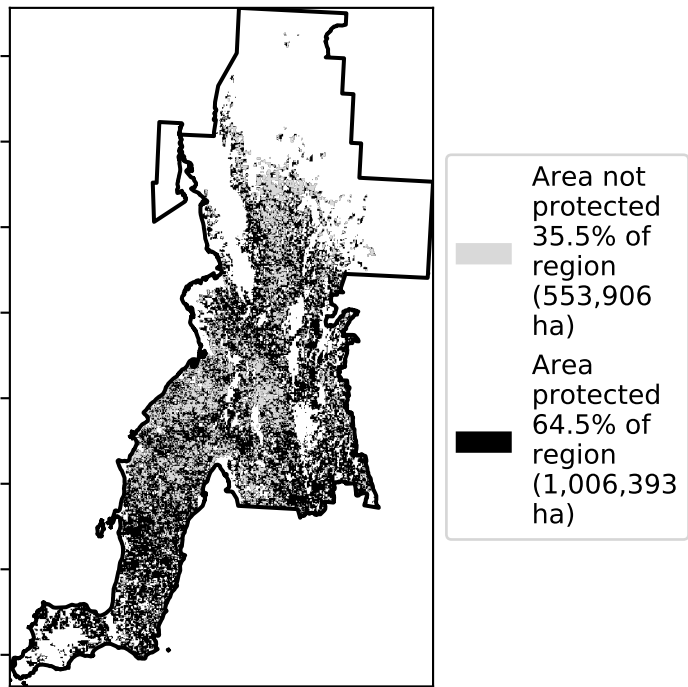 Area not
protected
35.5% of
region
(553,906
ha)
Area
protected
64.5% of
region
(1,006,393
ha)